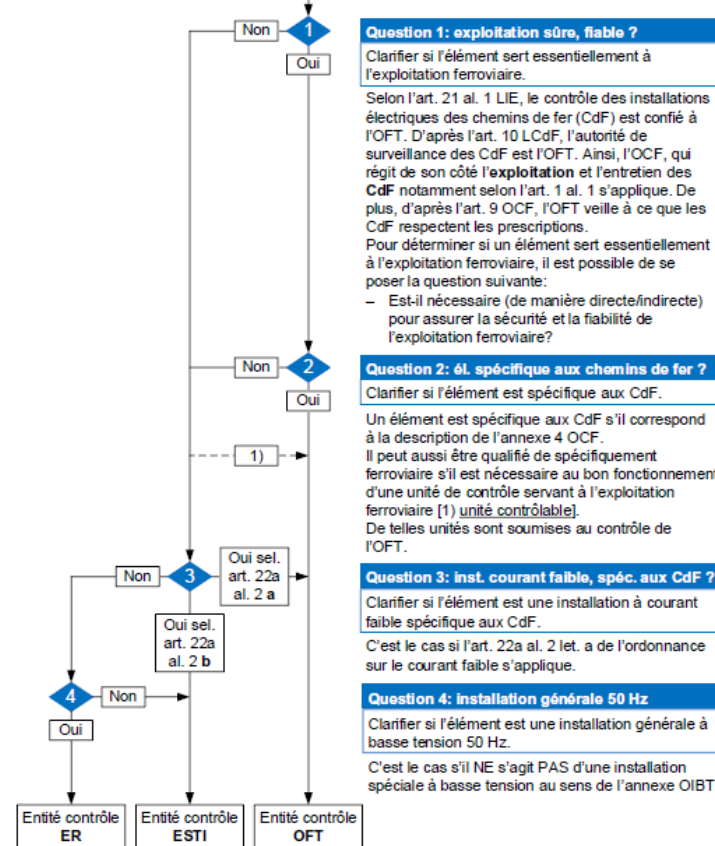 Non
1
Oui
Question 1: exploitation sûre, fiable ?
Clarifier si l'élément sert essentiellement à
l'exploitation ferroviaire.
Selon l'art. 21 al. 1 LIE, le contrôle des installations
électriques des chemins de fer (CdF) est confié à
l'OFT. D'après l'art. 10 LCdF, l'autorité de
surveillance des CdF est l'OFT. Ainsi, l'OCF, qui
régit de son côté l'exploitation et l'entretien des
CdF notamment selon l'art. 1 al. 1 s'applique. De
plus, d'après l'art. 9 OCF, l'OFT veille à ce que les
CdF respectent les prescriptions.
Pour déterminer si un élément sert essentiellement
à l'exploitation ferroviaire, il est possible de se
poser la question suivante:
– Est-il nécessaire (de manière directe/indirecte)
pour assurer la sécurité et la fiabilité de
l'exploitation ferroviaire?
Non
2
Oui
1)
Question 2: él. spécifique aux chemins de fer ?
Clarifier si l'élément est spécifique aux CdF.
Un élément est spécifique aux CdF s'il correspond
à la description de l'annexe 4 OCF.
Il peut aussi être qualifié de spécifiquement
ferroviaire s'il est nécessaire au bon fonctionnement
d'une unité de contrôle servant à l'exploitation
ferroviaire [1) unité contrôlable].
De telles unités sont soumises au contrôle de
l'OFT.
Non
3
Oui sel.
art. 22a
al. 2 a
Oui sel.
art. 22a
al. 2 b
Question 3: inst. courant faible, spéc. aux CdF ?
Clarifier si l'élément est une installation à courant
faible spécifique aux CdF.
C'est le cas si l'art. 22a al. 2 let. a de l'ordonnance
sur le courant faible s'applique.
4
Non
Oui
Question 4: installation générale 50 Hz
Clarifier si l'élément est une installation générale à
basse tension 50 Hz.
C'est le cas s'il NE s'agit PAS d'une installation
spéciale à basse tension au sens de l'annexe OIBT
Entité contrôle
ER
Entité contrôle
ESTI
Entité contrôle
OFT